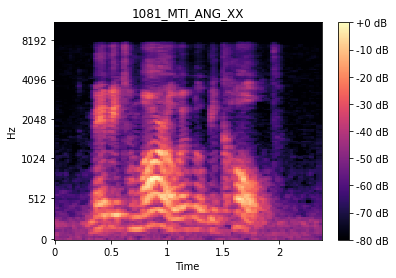 1081_MTI_ANG_XX
+0 dB
8192
-10 dB
4096
-20 dB
-30 dB
2048
Hz
-40 dB
1024
-50 dB
512
-60 dB
-70 dB
0
-80 dB
0 0.5 1 1.5 2
Time